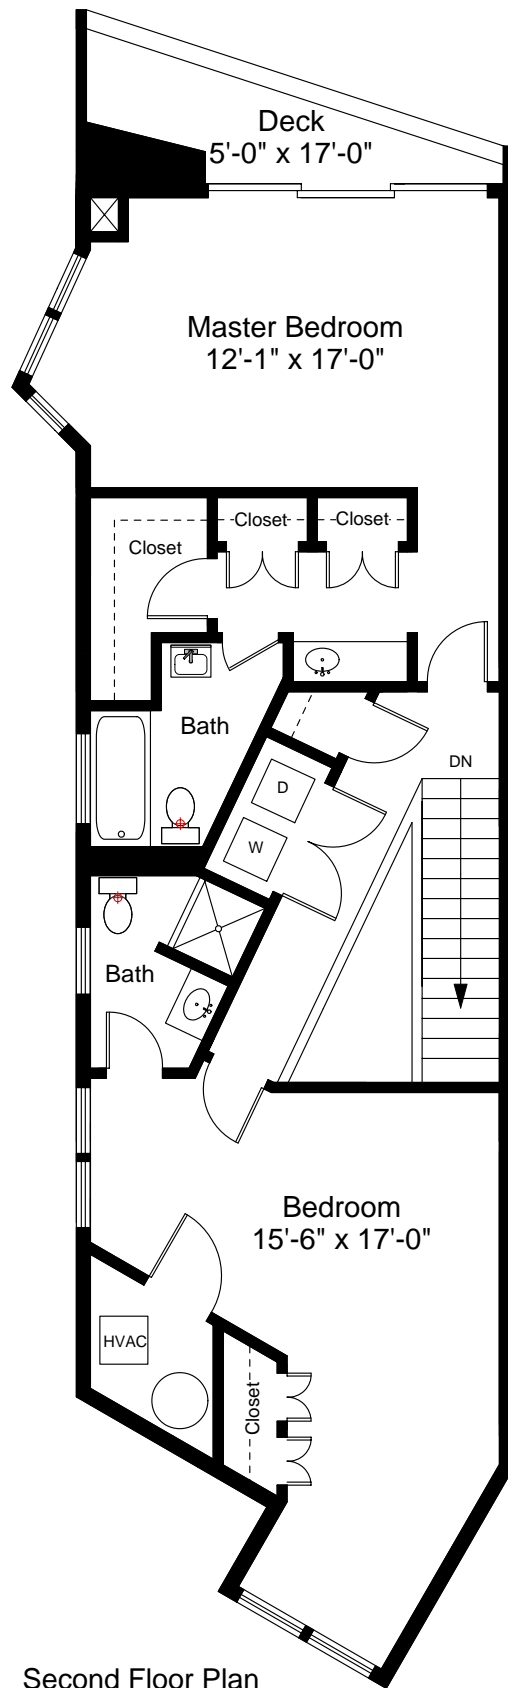 Deck
5'-0" x 17'-0"
Master Bedroom
12'-1" x 17'-0"
Closet
Closet
Closet
Bath
DN
D
W
Bath
Bedroom
15'-6" x 17'-0"
HVAC
Closet
Second Floor Plan